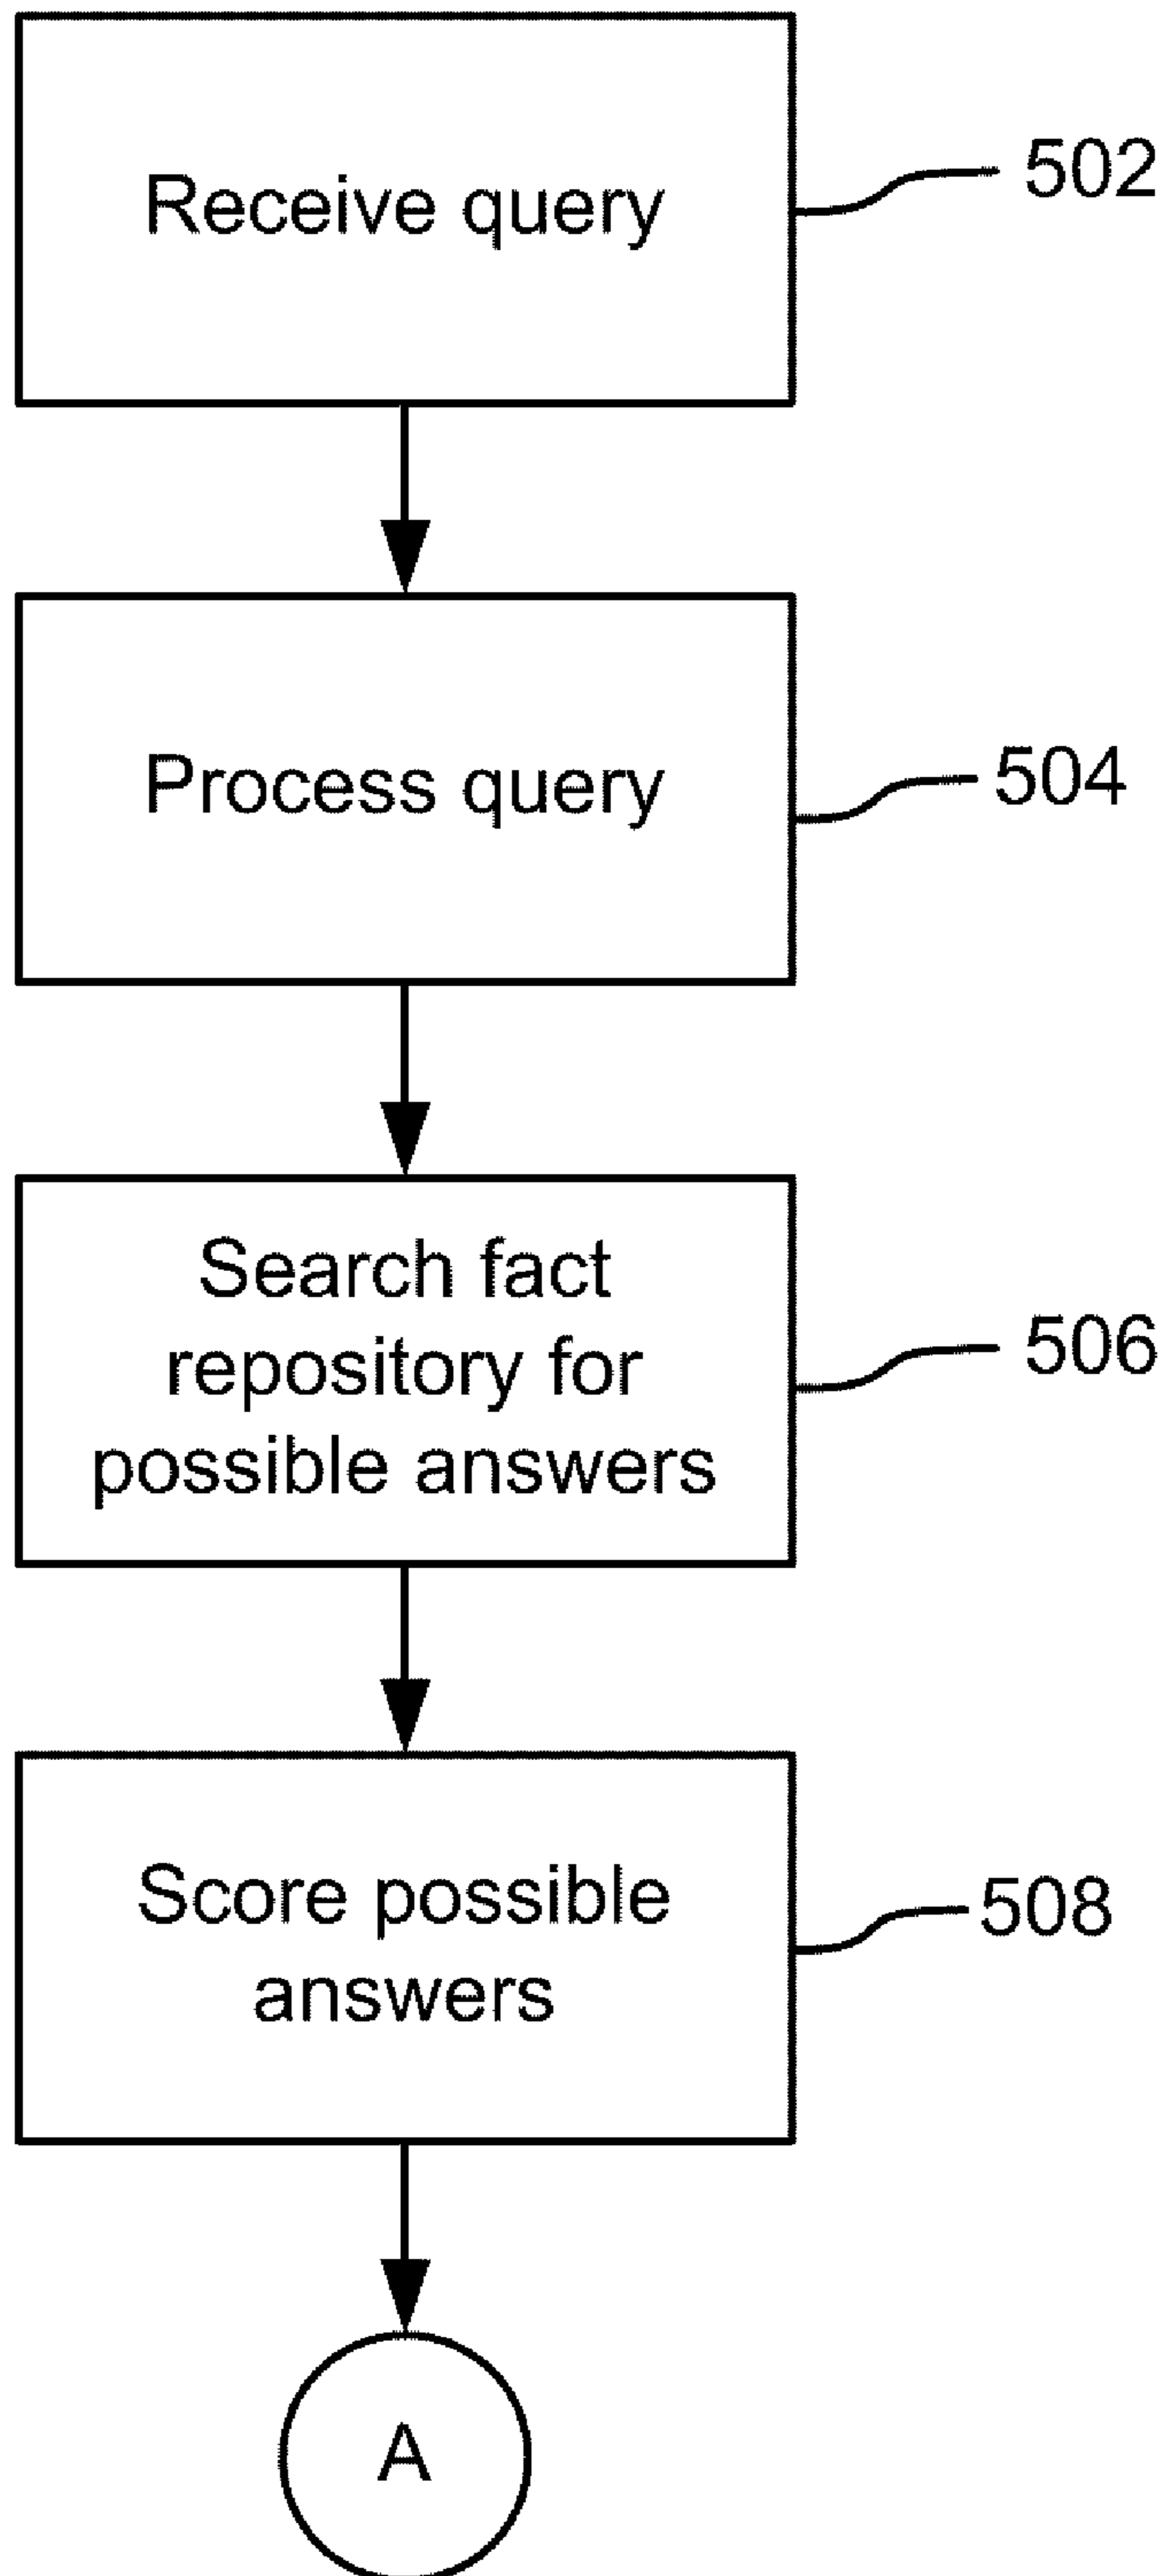 Receive query
502
Process query
504
Search fact
repository for
possible answers
506
Score possible
answers
508
A